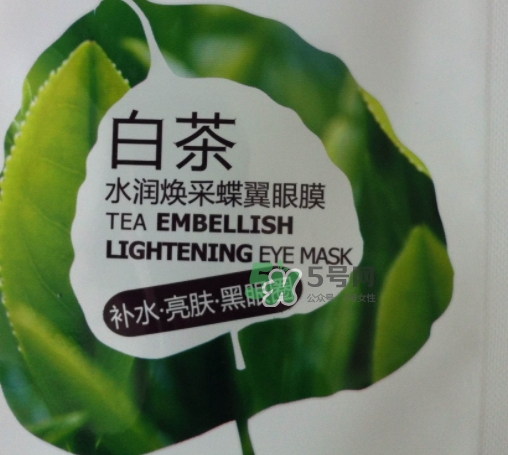 白茶
水润焕采蝶翼眼膜
TEA EMBELLISH
LIGHTENING EYE MASK
补水·亮肤·黑眼圈
5号网